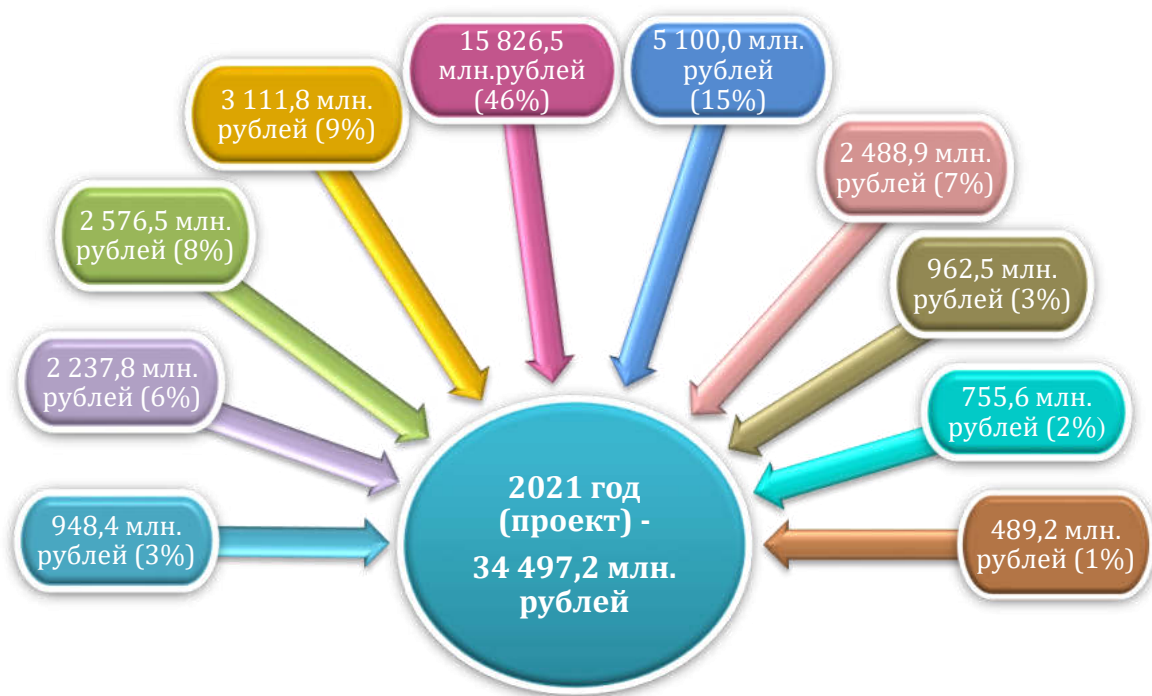 15 826,5
млн.рублей
(46%)
5 100,0 млн.
рублей
(15%)
3 111,8 млн.
рублей (9%)
2 488,9 млн.
рублей (7%)
2 576,5 млн.
рублей (8%)
962,5 млн.
рублей (3%)
2 237,8 млн.
рублей (6%)
755,6 млн.
рублей (2%)
948,4 млн.
рублей (3%)
489,2 млн.
рублей (1%)
2021 год
(проект) -
34 497,2 млн.
рублей